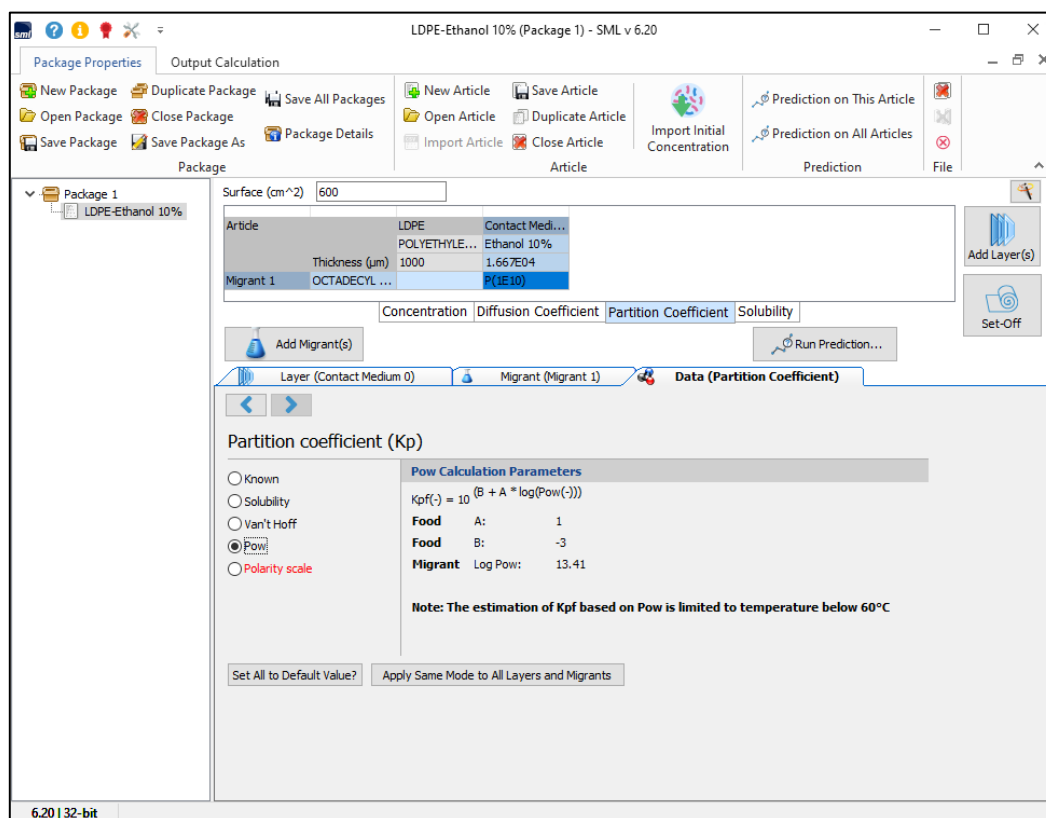 sml
LDPE-Ethanol 10% (Package 1) - SML v 6.20
Package Properties Output Calculation
New Package Duplicate Package Save All Packages New Article Save Article Prediction on This Article
Open Package Close Package Open Article Duplicate Article Import Initial Concentration
Save Package Save Package As Package Details Import Article Close Article Prediction on All Articles
Package Article Prediction File
Package 1
LDPE-Ethanol 10%
Surface (cm^2) 600
Article LDPE Contact Medi...
POLYETHYLE... Ethanol 10%
Thickness (µm) 1000 1.667E04
Migrant 1 OCTADECYL ... P(1E10)
Add Layer(s)
Set-Off
Concentration Diffusion Coefficient Partition Coefficient Solubility
Add Migrant(s) Run Prediction...
Layer (Contact Medium 0) Migrant (Migrant 1) Data (Partition Coefficient)
Partition coefficient (Kp)
Known
Solubility
Van't Hoff
Pow
Polarity scale
Pow Calculation Parameters
Kpf(-) = 10 (B + A * log(Pow(-)))
Food A: 1
Food B: -3
Migrant Log Pow: 13.41
Note: The estimation of Kpf based on Pow is limited to temperature below 60°C
Set All to Default Value? Apply Same Mode to All Layers and Migrants
6.20 | 32-bit